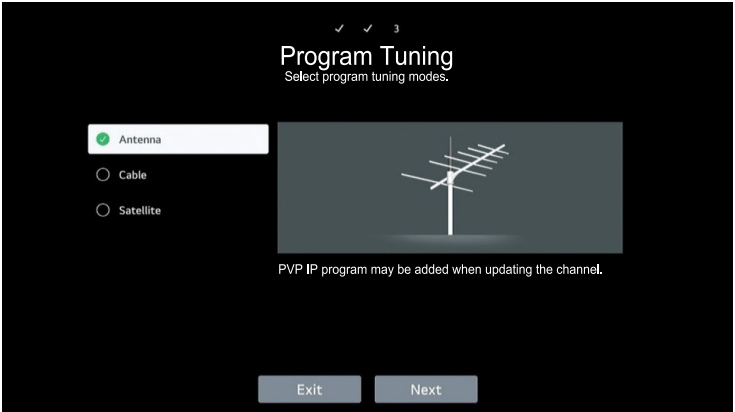 3
Program Tuning
Select program tuning modes.
Antenna
Cable
Satellite
PVP IP program may be added when updating the channel.
Exit
Next